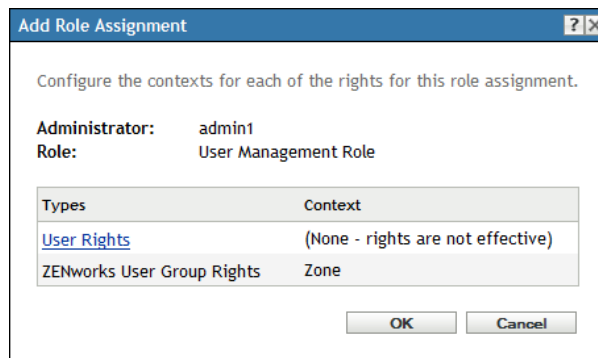 Add Role Assignment
?
Configure the contexts for each of the rights for this role assignment.
Administrator: admin1
Role: User Management Role
Types Context
User Rights (None - rights are not effective)
ZENworks User Group Rights Zone
OK Cancel